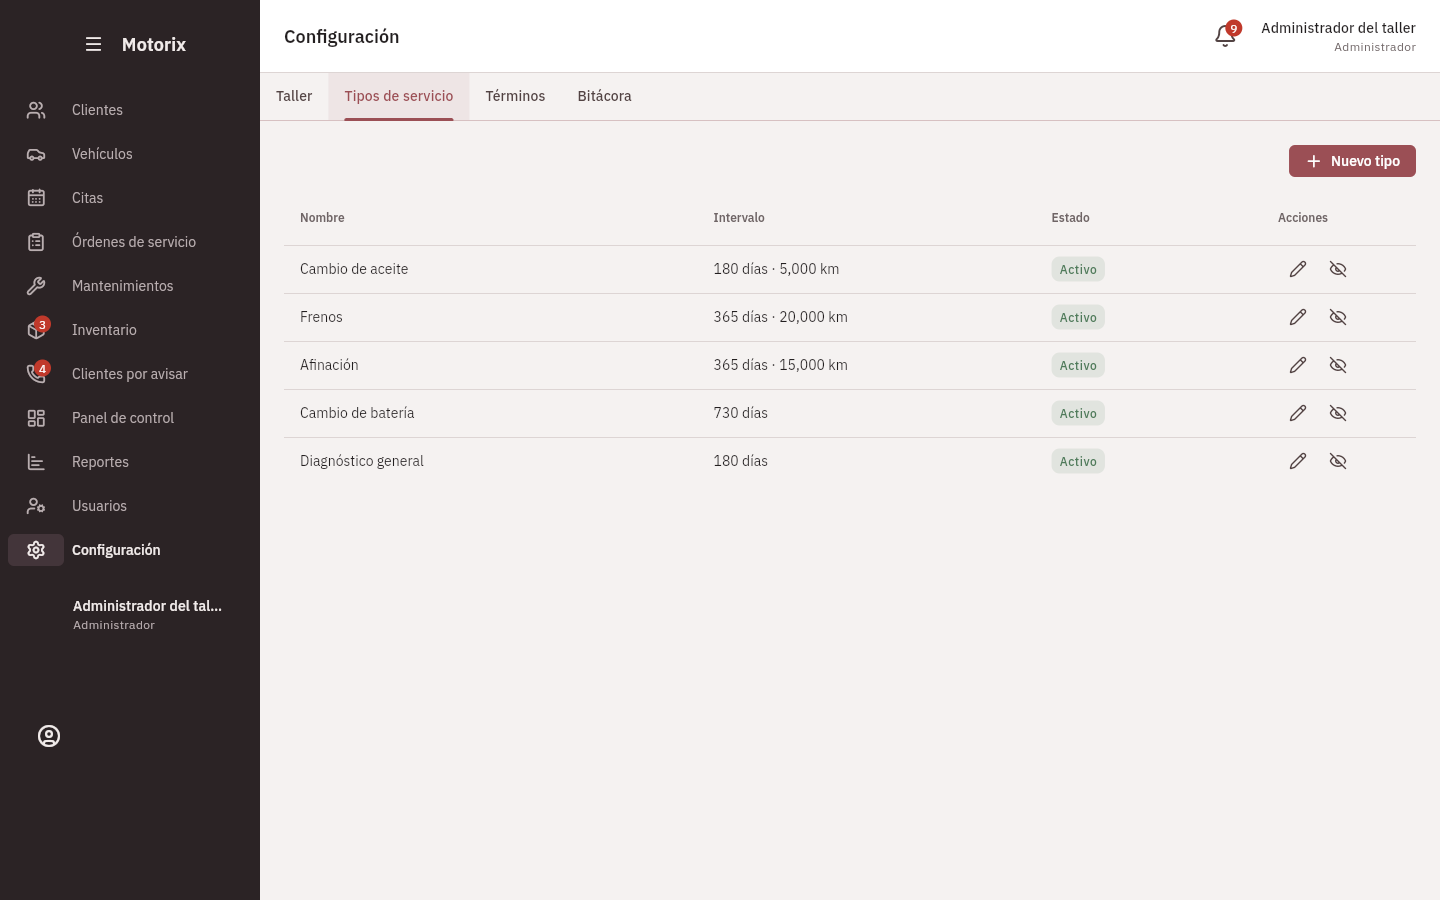 Motorix
Clientes
Vehículos
Citas
Órdenes de servicio
Mantenimientos
3
Inventario
4
Clientes por avisar
Panel de control
Reportes
Usuarios
Configuración
Administrador del tal...
Administrador
Configuración
9
Administrador del taller
Administrador
Taller
Tipos de servicio
Términos
Bitácora
Nuevo tipo
Nombre Intervalo Estado Acciones
Cambio de aceite 180 días · 5,000 km Activo
Frenos 365 días · 20,000 km Activo
Afinación 365 días · 15,000 km Activo
Cambio de batería 730 días Activo
Diagnóstico general 180 días Activo